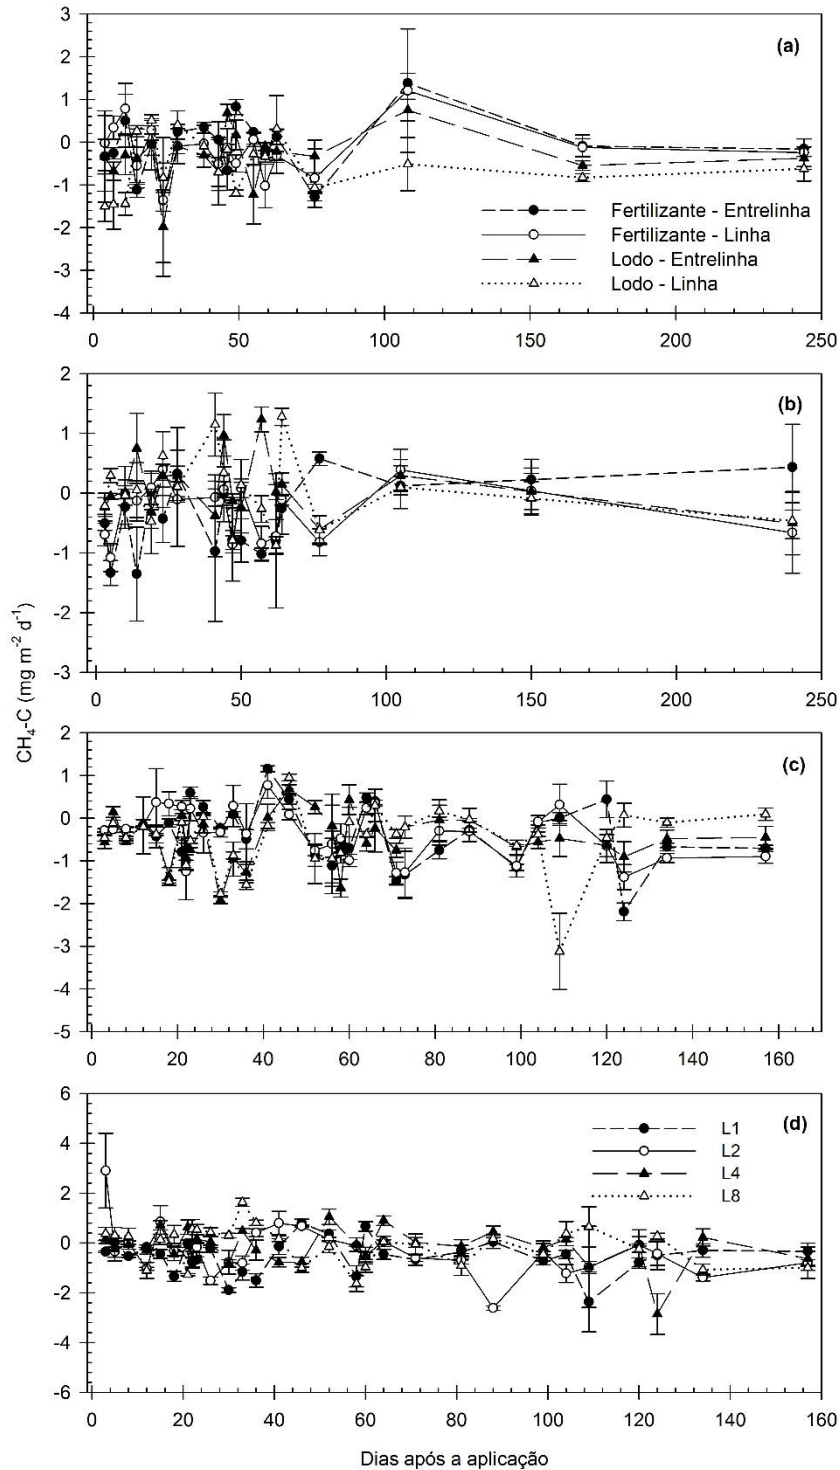 3
2
1
0
-1
-2
-3
-4
(a)
Fertilizante - Entrelinha
Fertilizante - Linha
Lodo - Entrelinha
Lodo - Linha
0 50 100 150 200 250
2
1
0
-1
-2
-3
(b)
0 50 100 150 200 250
CH₄-C (mg m⁻² d⁻¹)
2
1
0
-1
-2
-3
-4
-5
(c)
0 20 40 60 80 100 120 140 160
6
4
2
0
-2
-4
-6
(d)
L1
L2
L4
L8
0 20 40 60 80 100 120 140 160
Dias após a aplicação